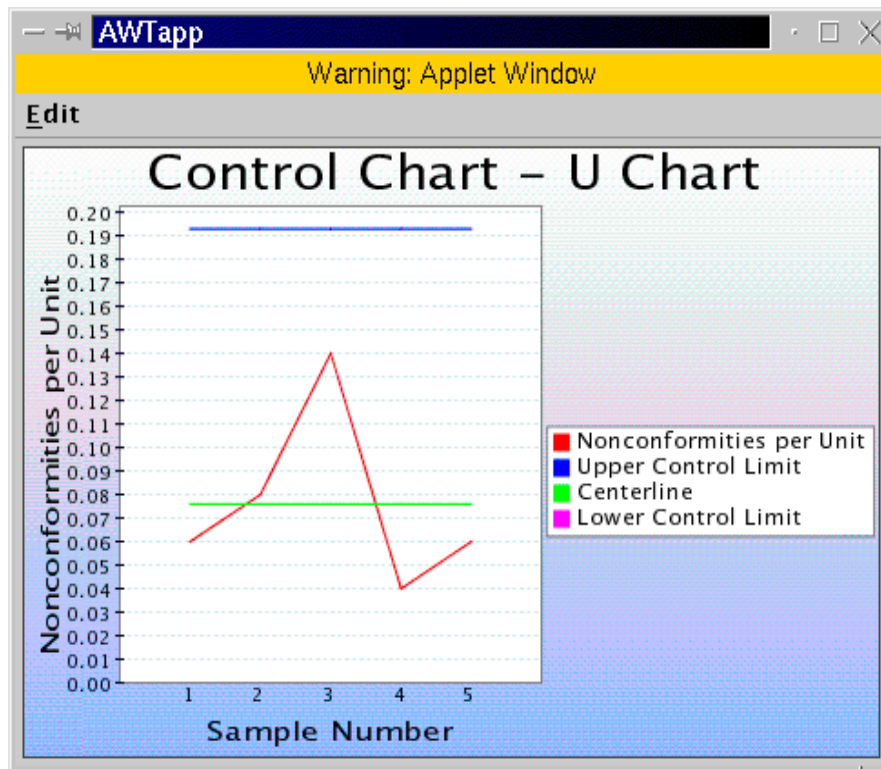 AWTapp
Warning: Applet Window
Edit
Control Chart – U Chart
Nonconformities per Unit
0.20
0.19
0.18
0.17
0.16
0.15
0.14
0.13
0.12
0.11
0.10
0.09
0.08
0.07
0.06
0.05
0.04
0.03
0.02
0.01
0.00
1 2 3 4 5
Sample Number
Nonconformities per Unit
Upper Control Limit
Centerline
Lower Control Limit